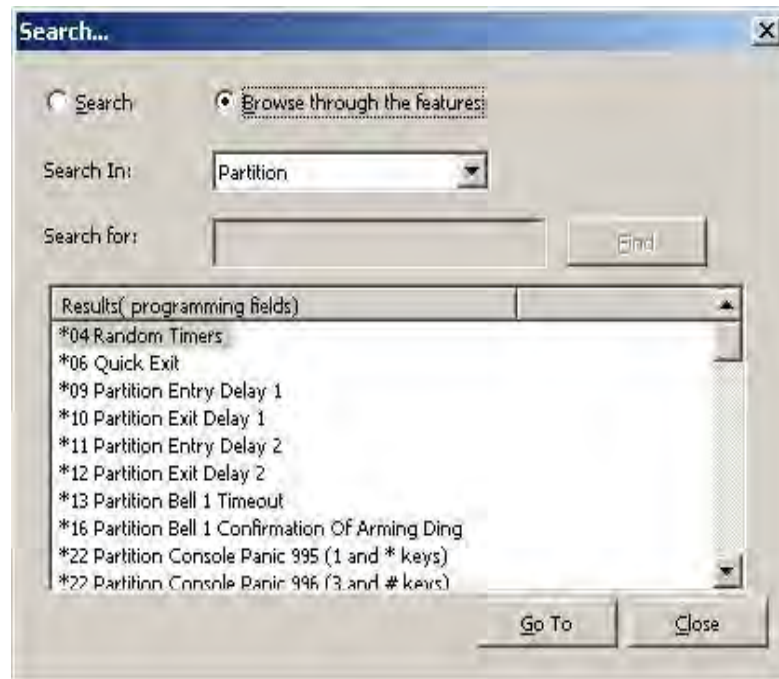 Search...
Search Browse through the features
Search In: Partition
Search for: Find
Results( programming fields)
*04 Random Timers
*06 Quick Exit
*09 Partition Entry Delay 1
*10 Partition Exit Delay 1
*11 Partition Entry Delay 2
*12 Partition Exit Delay 2
*13 Partition Bell 1 Timeout
*16 Partition Bell 1 Confirmation Of Arming Ding
*22 Partition Console Panic 995 (1 and * keys)
*22 Partition Console Panic 996 (3 and # keys)
Go To Close